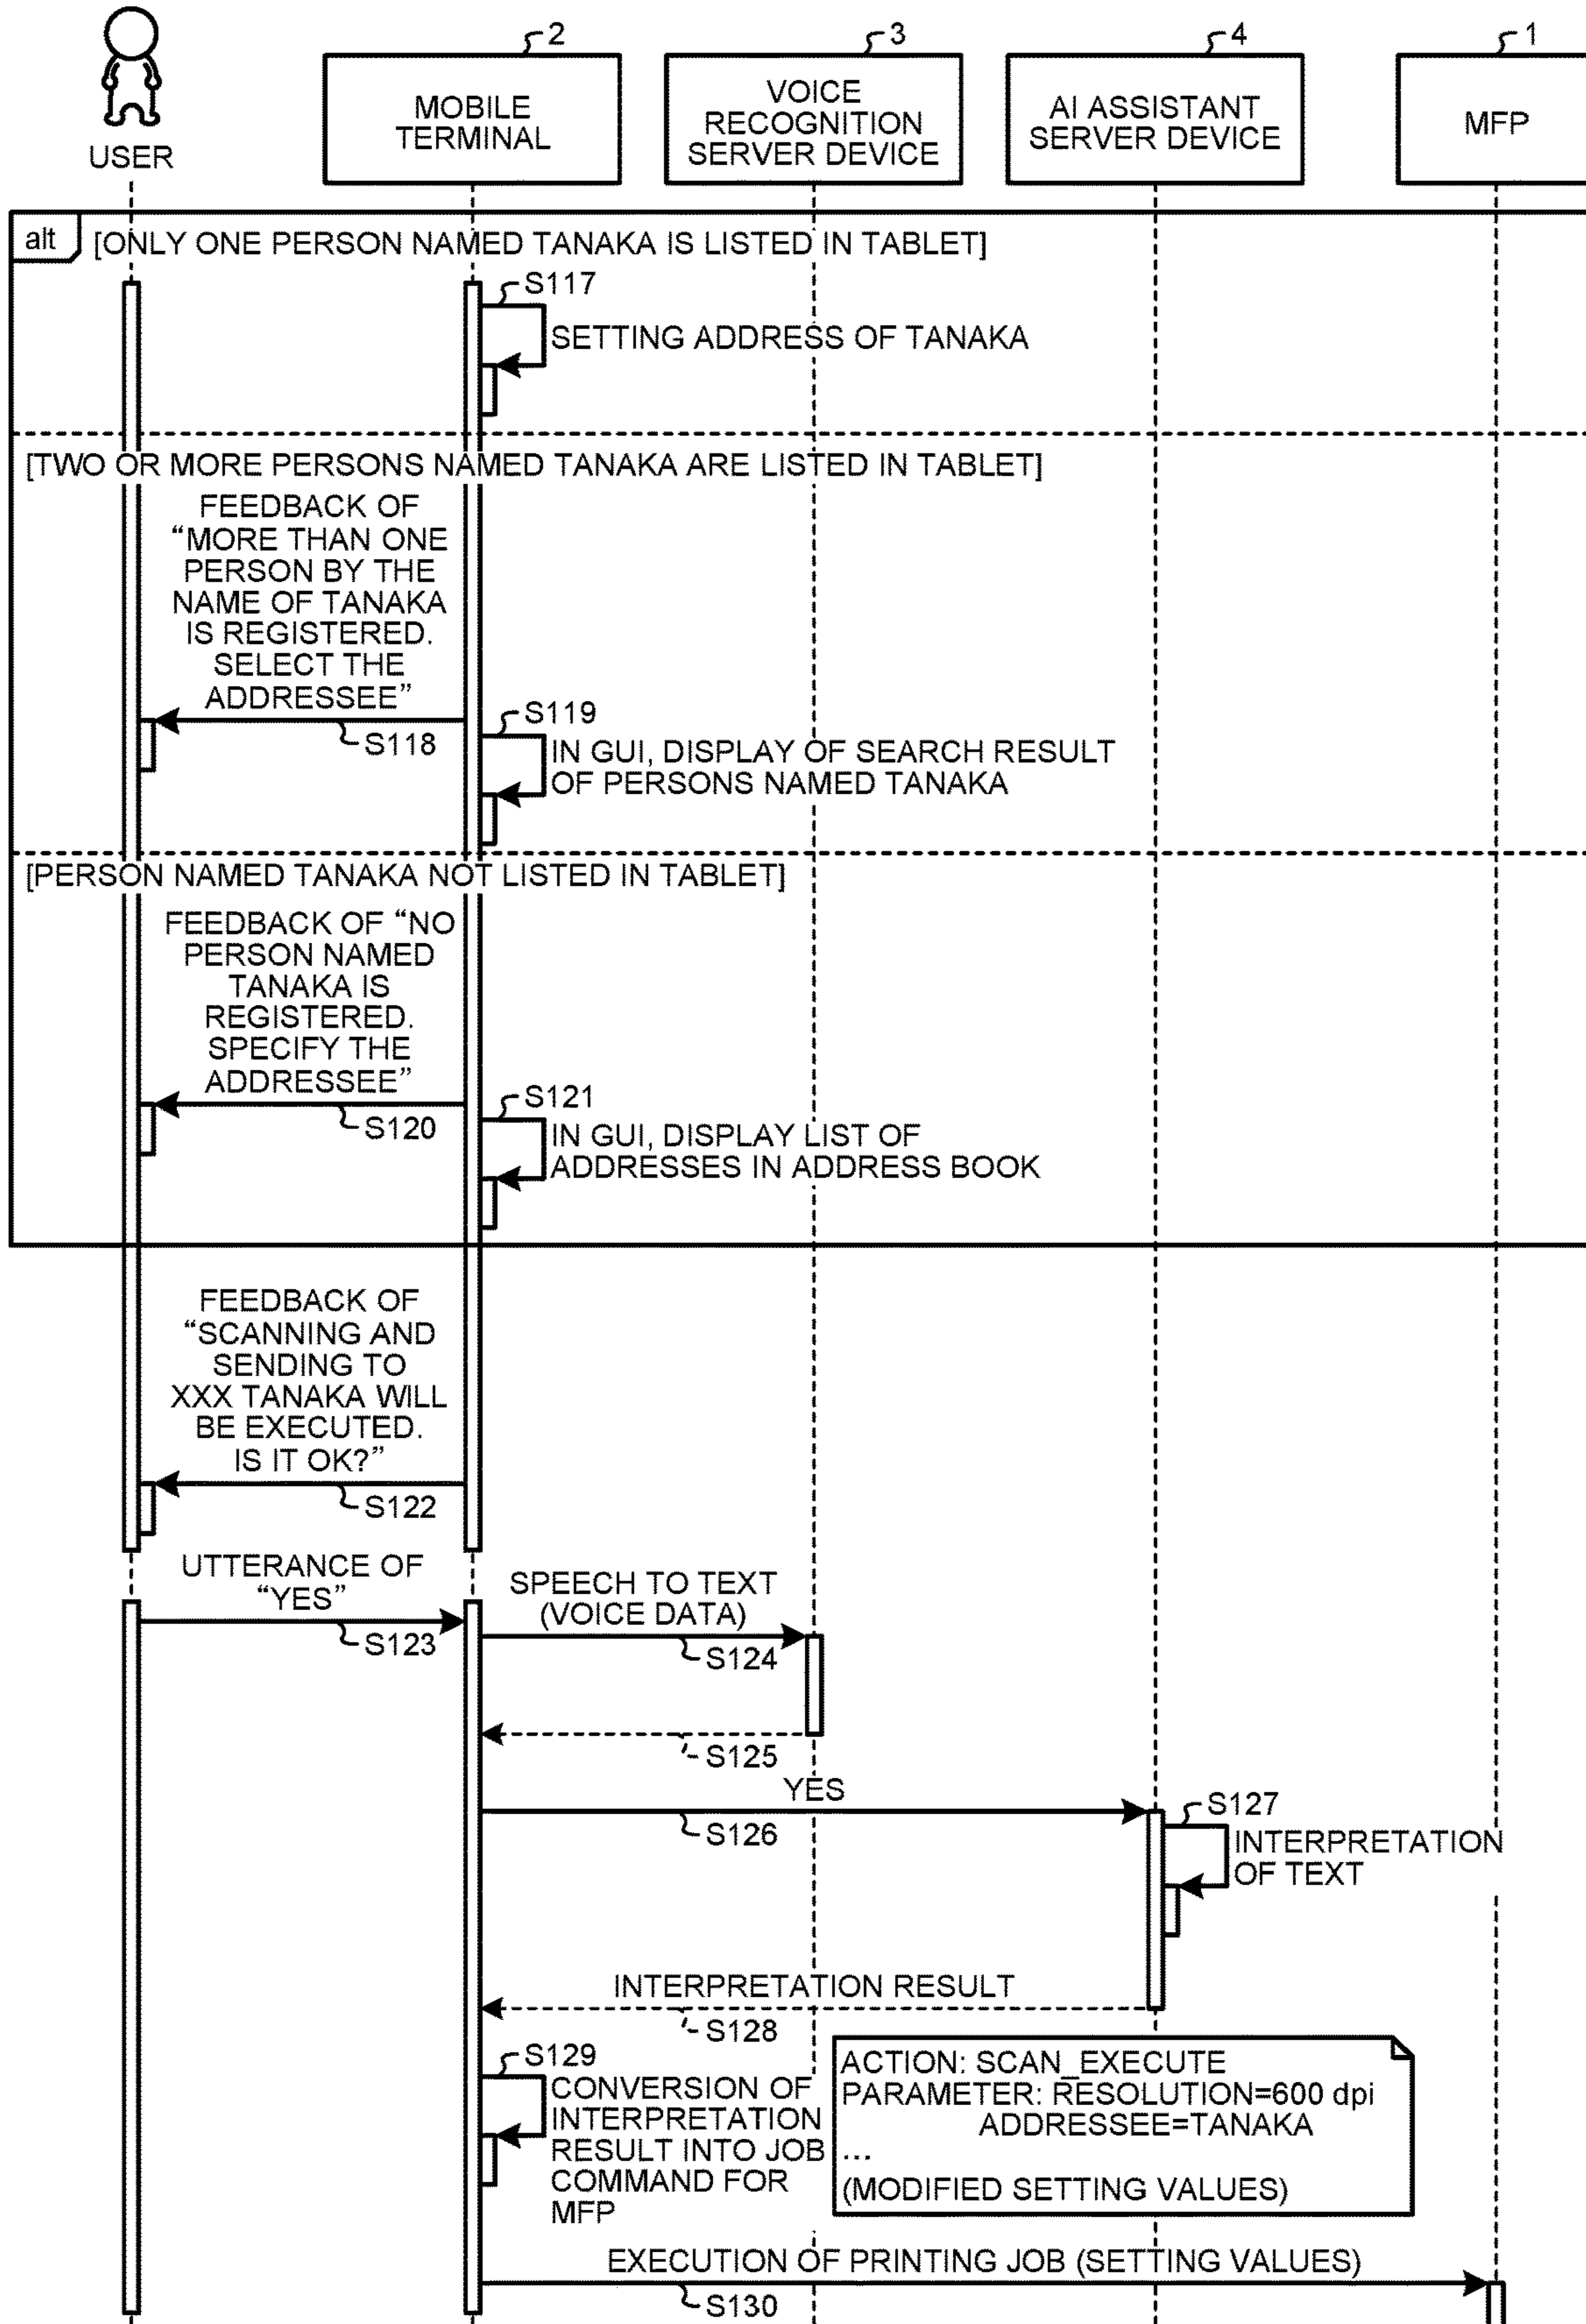 2
3
4
1
USER
MOBILE
TERMINAL
VOICE
RECOGNITION
SERVER DEVICE
AI ASSISTANT
SERVER DEVICE
MFP
alt
[ONLY ONE PERSON NAMED TANAKA IS LISTED IN TABLET]
S117
SETTING ADDRESS OF TANAKA
[TWO OR MORE PERSONS NAMED TANAKA ARE LISTED IN TABLET]
FEEDBACK OF
“MORE THAN ONE
PERSON BY THE
NAME OF TANAKA
IS REGISTERED.
SELECT THE
ADDRESSEE”
S118
S119
IN GUI, DISPLAY OF SEARCH RESULT
OF PERSONS NAMED TANAKA
[PERSON NAMED TANAKA NOT LISTED IN TABLET]
FEEDBACK OF “NO
PERSON NAMED
TANAKA IS
REGISTERED.
SPECIFY THE
ADDRESSEE”
S120
S121
IN GUI, DISPLAY LIST OF
ADDRESSES IN ADDRESS BOOK
FEEDBACK OF
“SCANNING AND
SENDING TO
XXX TANAKA WILL
BE EXECUTED.
IS IT OK?”
S122
UTTERANCE OF
“YES”
S123
SPEECH TO TEXT
(VOICE DATA)
S124
S125
YES
S126
S127
INTERPRETATION
OF TEXT
INTERPRETATION RESULT
S128
S129
CONVERSION OF
INTERPRETATION
RESULT INTO JOB
COMMAND FOR
MFP
ACTION: SCAN_EXECUTE
PARAMETER: RESOLUTION=600 dpi
ADDRESSEE=TANAKA
...
(MODIFIED SETTING VALUES)
EXECUTION OF PRINTING JOB (SETTING VALUES)
S130